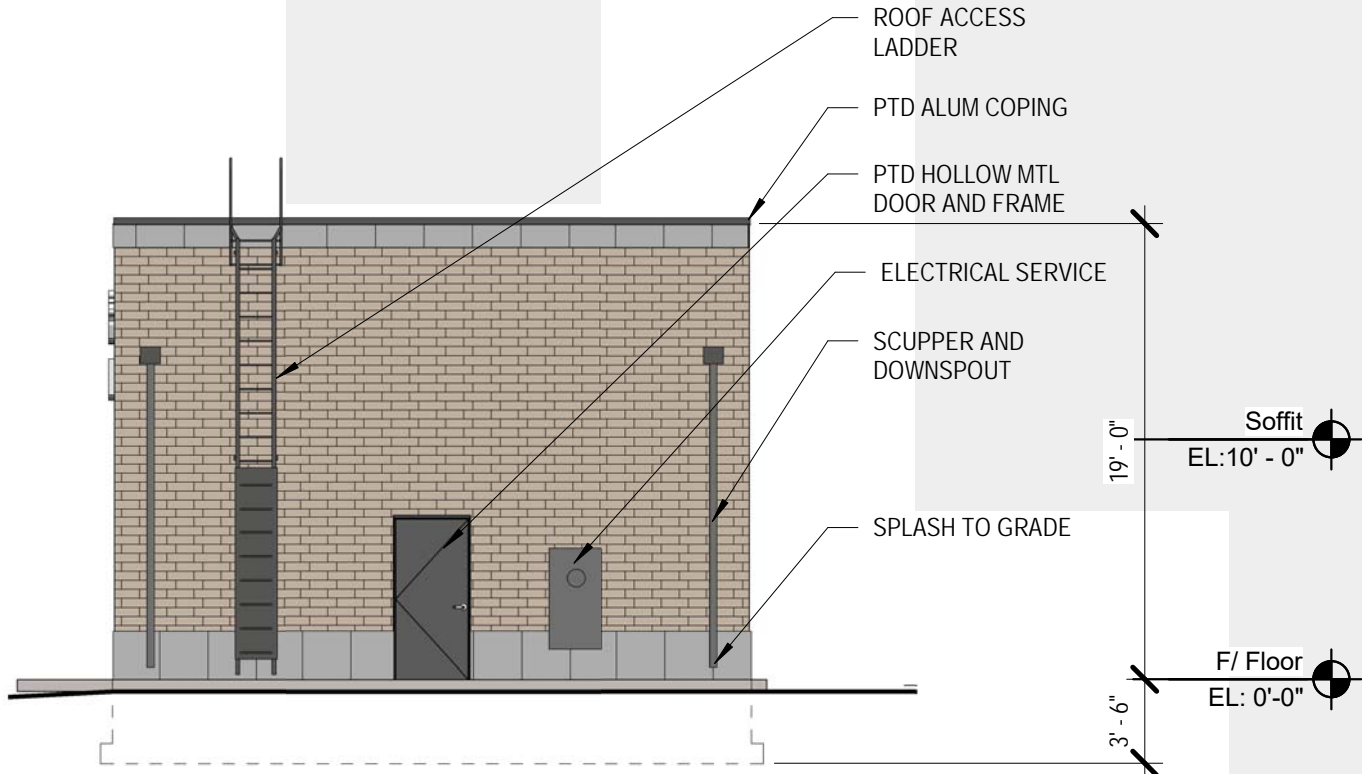 ROOF ACCESS
LADDER
PTD ALUM COPING
PTD HOLLOW MTL
DOOR AND FRAME
ELECTRICAL SERVICE
SCUPPER AND
DOWNSPOUT
SPLASH TO GRADE
19' - 0"
Soffit
EL:10' - 0"
F/ Floor
EL: 0'-0"
3' - 6"